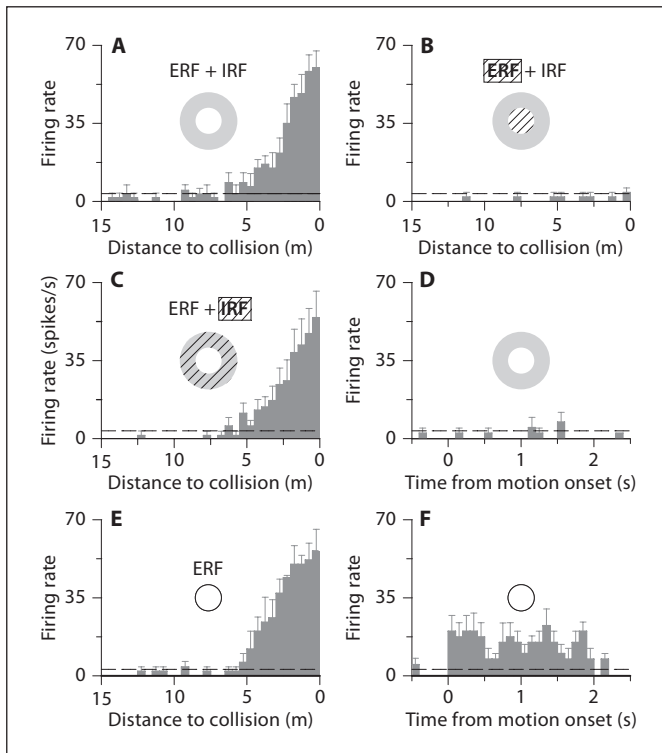 A
ERF + IRF
Firing rate
70
35
0
15 10 5 0
Distance to collision (m)
B
ERF + IRF
Firing rate
70
35
0
15 10 5 0
Distance to collision (m)
C
ERF + IRF
Firing rate (spikes/s)
70
35
0
15 10 5 0
Distance to collision (m)
D
Firing rate
70
35
0
0 1 2
Time from motion onset (s)
E
ERF
Firing rate
70
35
0
15 10 5 0
Distance to collision (m)
F
Firing rate
70
35
0
0 1 2
Time from motion onset (s)